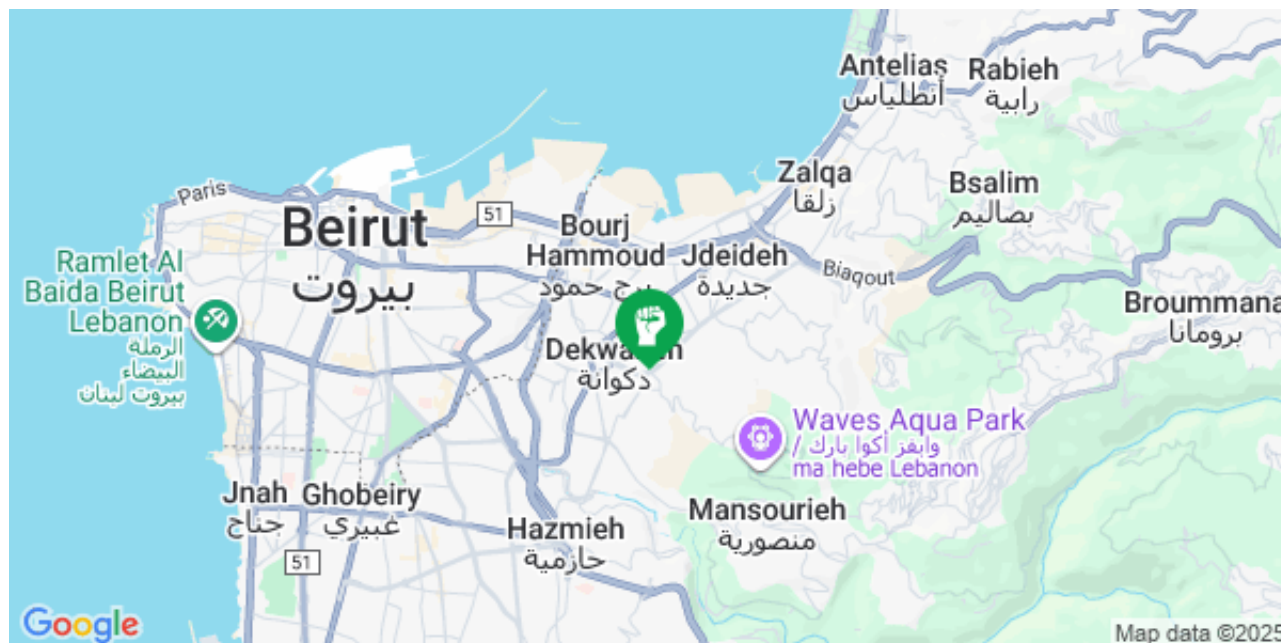 Antelias
أنطلياس
Rabieh
رابية
Zalqa
زلقا
Bsalim
بصاليم
Paris
51
Beirut
بيروت
Bourj
Hammoud
برج حمود
Jdeideh
جديدة
Biaqout
Ramlet Al
Baida Beirut
Lebanon
الرملة
البيضاء
بيروت لبنان
Broummana
برومانا
دكوانة
Waves Aqua Park
وايفز أكوا بارك /
ma hebe Lebanon
Jnah
جناح
Ghobeiry
غبيري
Hazmieh
حازمية
Mansourieh
منصورية
51
Google
Map data ©2025